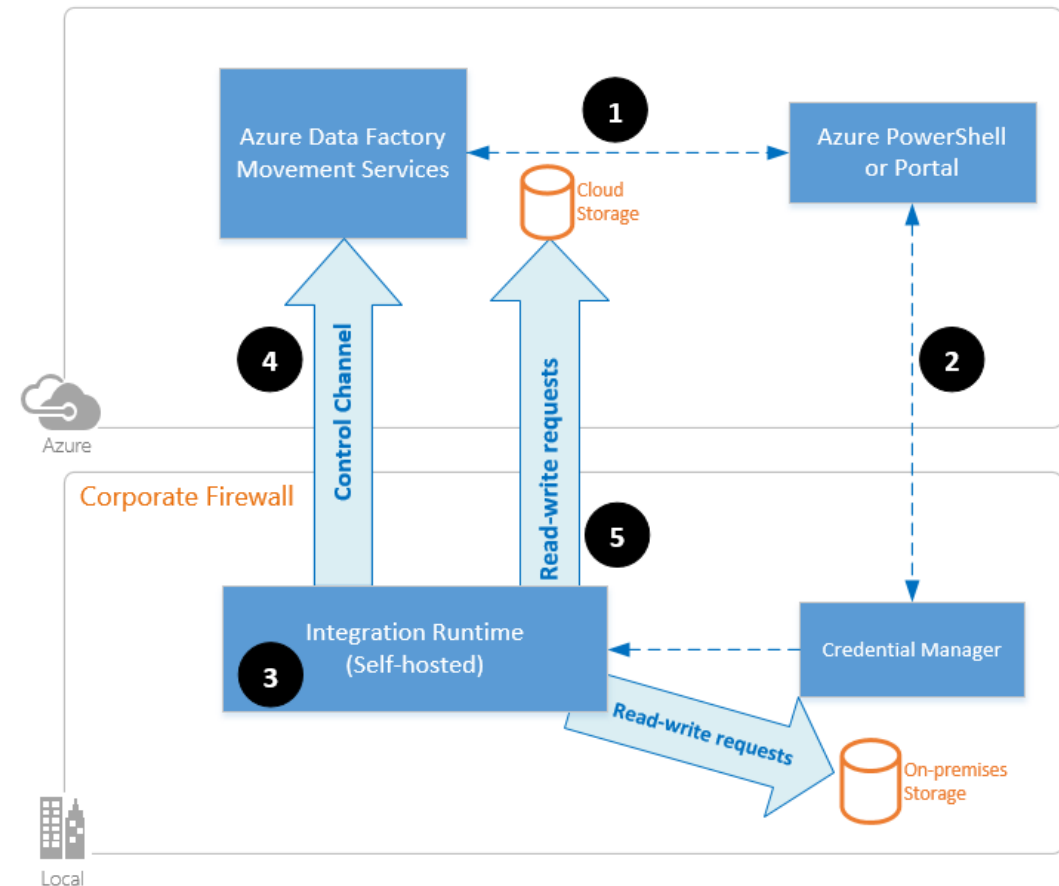 1
Azure Data Factory
Movement Services
Azure PowerShell
or Portal
Cloud
Storage
4
Control Channel
Read-write requests
2
Azure
Corporate Firewall
5
Integration Runtime
(Self-hosted)
3
Credential Manager
Read-write requests
On-premises
Storage
Local